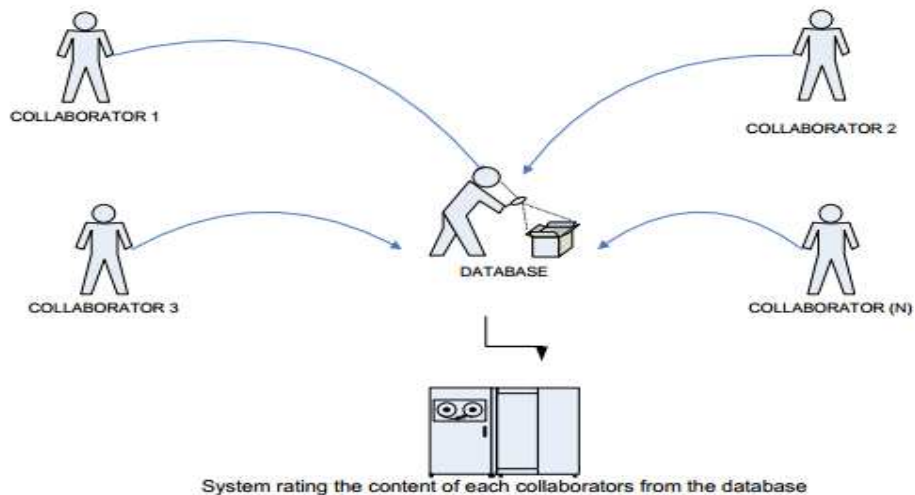 COLLABORATOR 1
COLLABORATOR 2
DATABASE
COLLABORATOR 3
COLLABORATOR (N)
System rating the content of each collaborators from the database